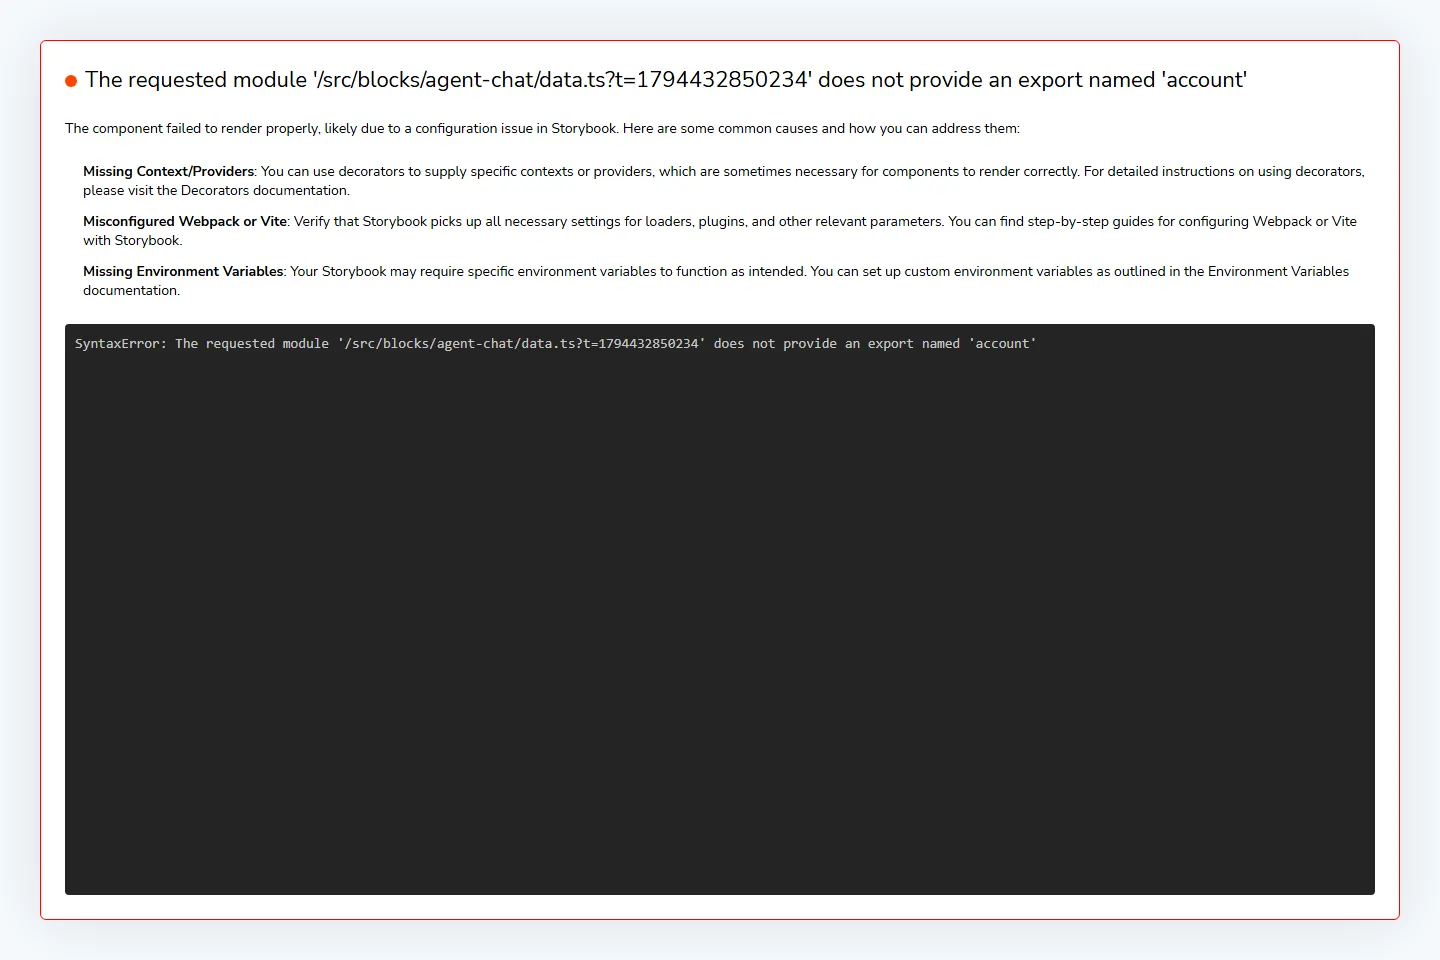 The requested module '/src/blocks/agent-chat/data.ts?t=1794432850234' does not provide an export named 'account'
The component failed to render properly, likely due to a configuration issue in Storybook. Here are some common causes and how you can address them:
Missing Context/Providers: You can use decorators to supply specific contexts or providers, which are sometimes necessary for components to render correctly. For detailed instructions on using decorators,
please visit the Decorators documentation.
Misconfigured Webpack or Vite: Verify that Storybook picks up all necessary settings for loaders, plugins, and other relevant parameters. You can find step-by-step guides for configuring Webpack or Vite
with Storybook.
Missing Environment Variables: Your Storybook may require specific environment variables to function as intended. You can set up custom environment variables as outlined in the Environment Variables
documentation.
SyntaxError: The requested module '/src/blocks/agent-chat/data.ts?t=1794432850234' does not provide an export named 'account'